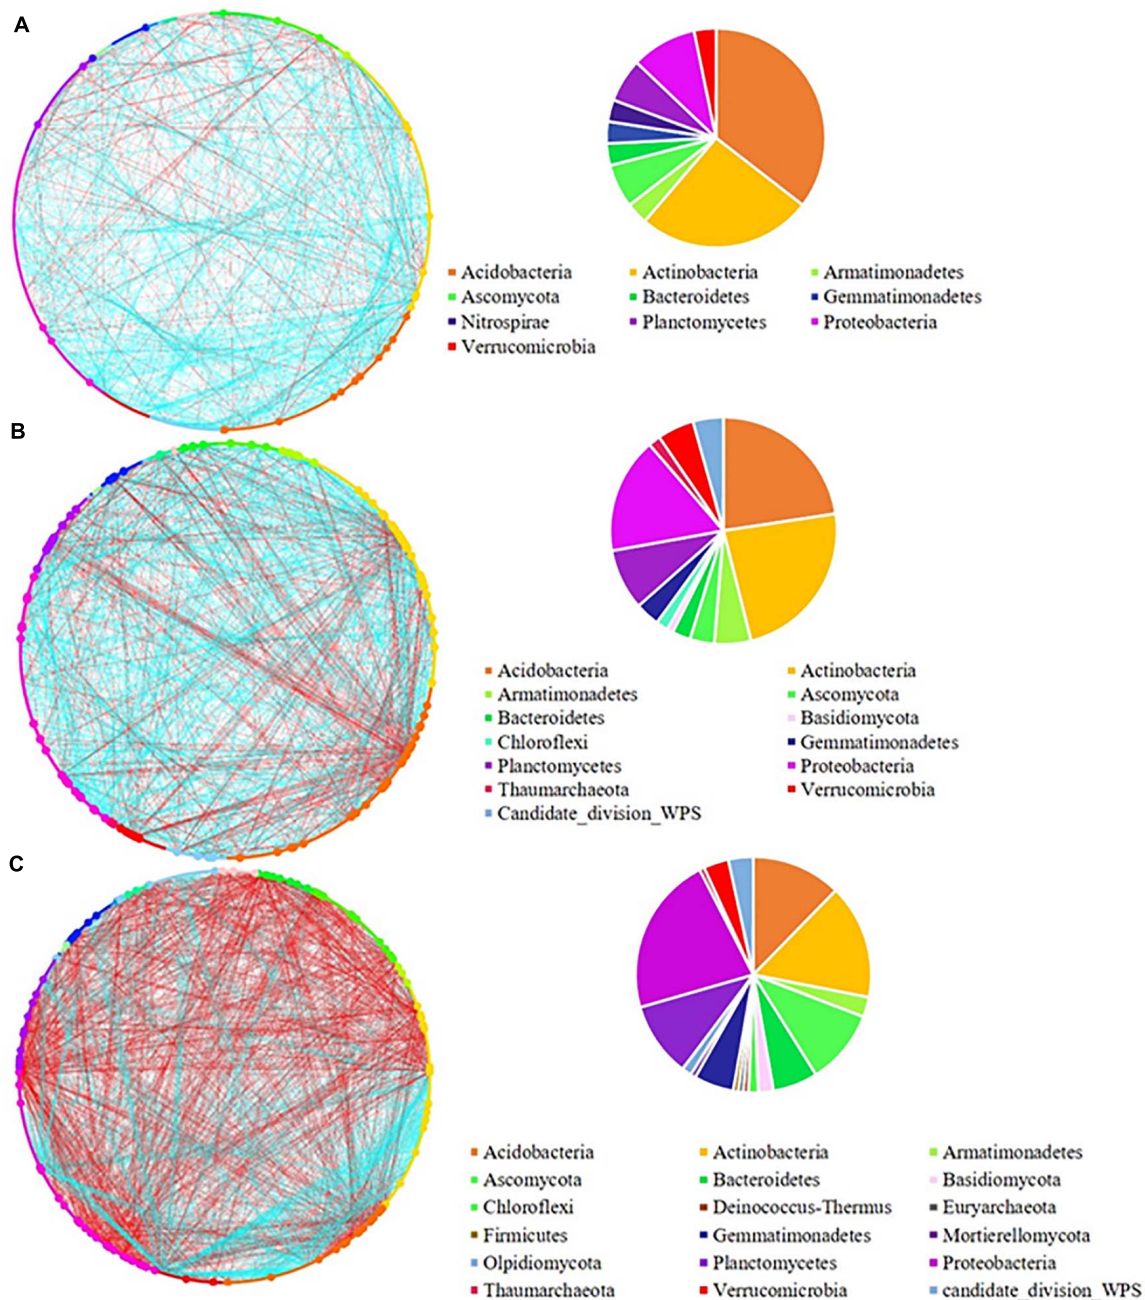 A
Acidobacteria Actinobacteria Armatimonadetes
Ascomycota Bacteroidetes Gemmatimonadetes
Nitrospirae Planctomycetes Proteobacteria
Verrucomicrobia
B
Acidobacteria Actinobacteria
Armatimonadetes Ascomycota
Bacteroidetes Basidiomycota
Chloroflexi Gemmatimonadetes
Planctomycetes Proteobacteria
Thaumarchaeota Verrucomicrobia
Candidate_division_WPS
C
Acidobacteria Actinobacteria Armatimonadetes
Ascomycota Bacteroidetes Basidiomycota
Chloroflexi Deinococcus-Thermus Euryarchaeota
Firmicutes Gemmatimonadetes Mortierellomycota
Olpidiomycota Planctomycetes Proteobacteria
Thaumarchaeota Verrucomicrobia candidate_division_WPS